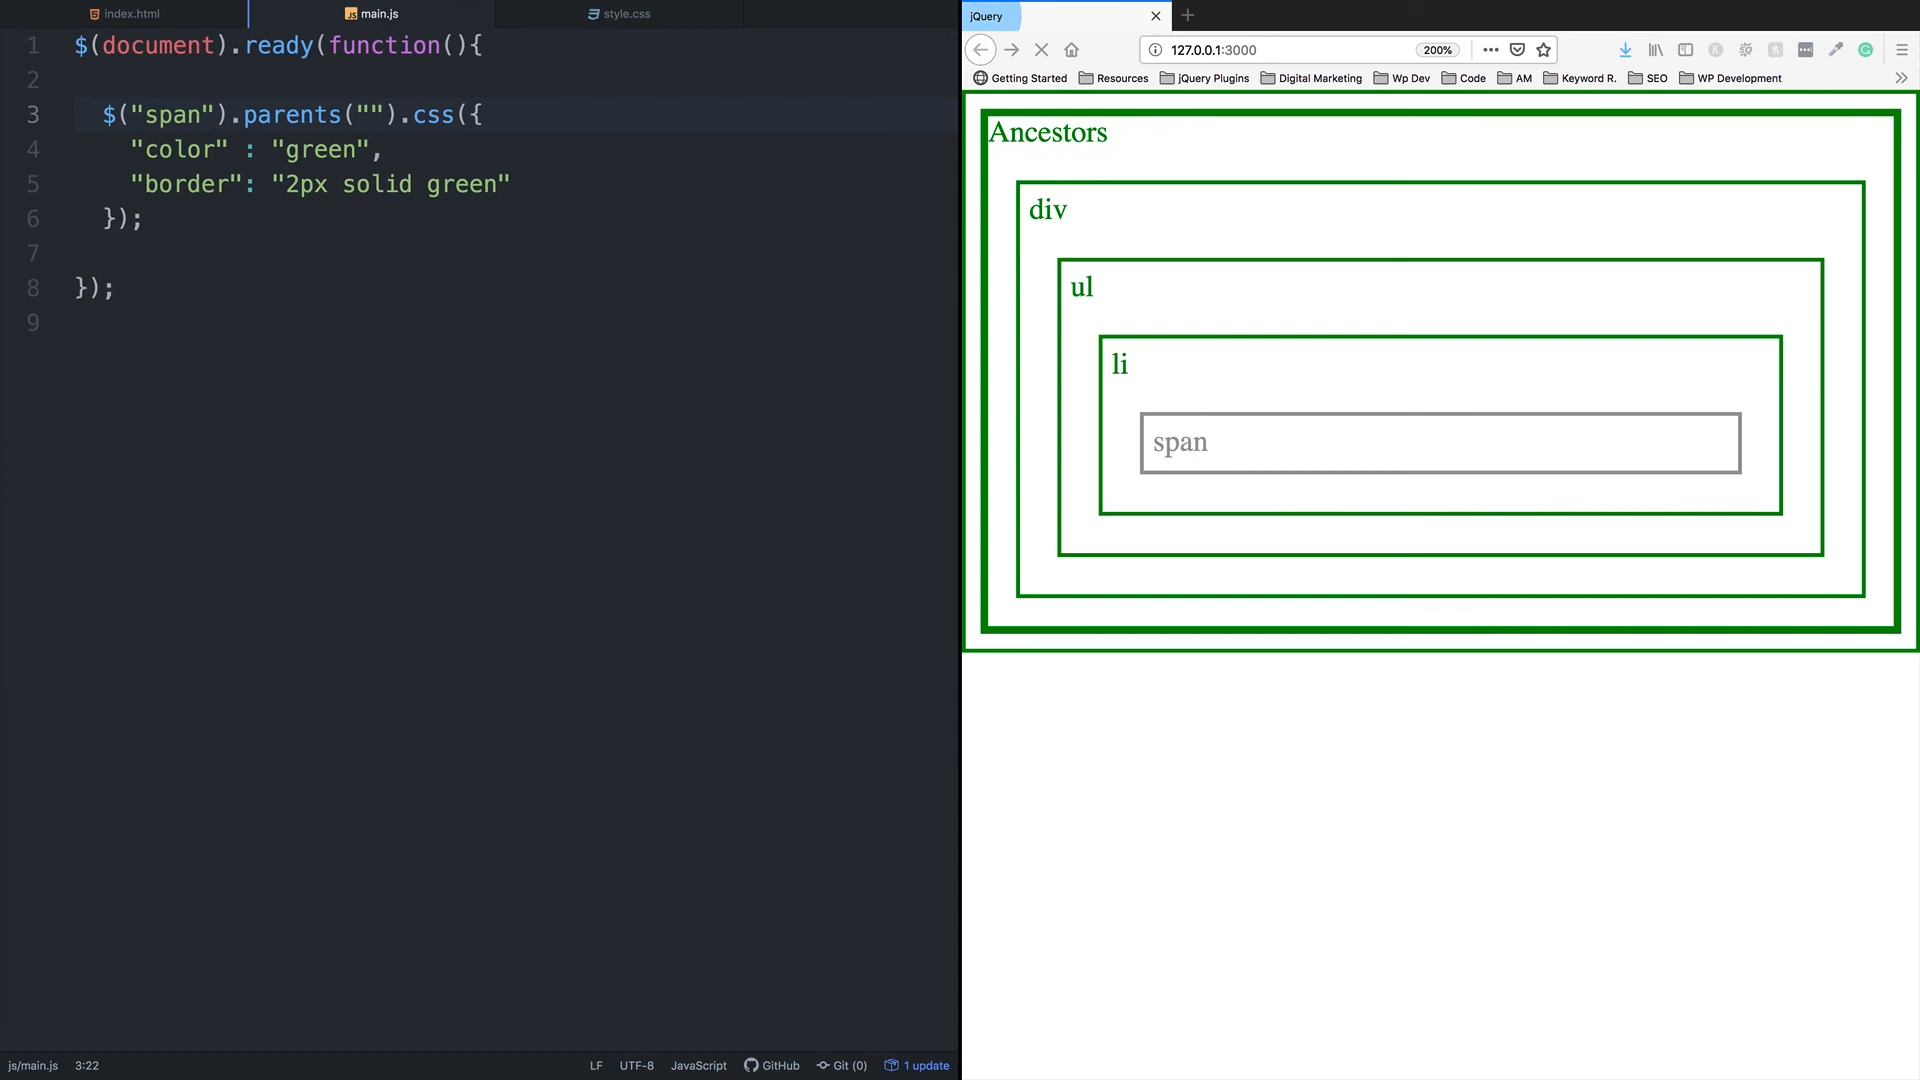 index.html
main.js
style.css
1 $(document).ready(function(){
2
3 $("span").parents("").css({
4 "color" : "green",
5 "border": "2px solid green"
6 });
7
8 });
9
js/main.js 3:22 LF UTF-8 JavaScript GitHub Git (0) 1 update
jQuery
127.0.0.1:3000 200%
Getting Started Resources jQuery Plugins Digital Marketing Wp Dev Code AM Keyword R. SEO WP Development
Ancestors
div
ul
li
span